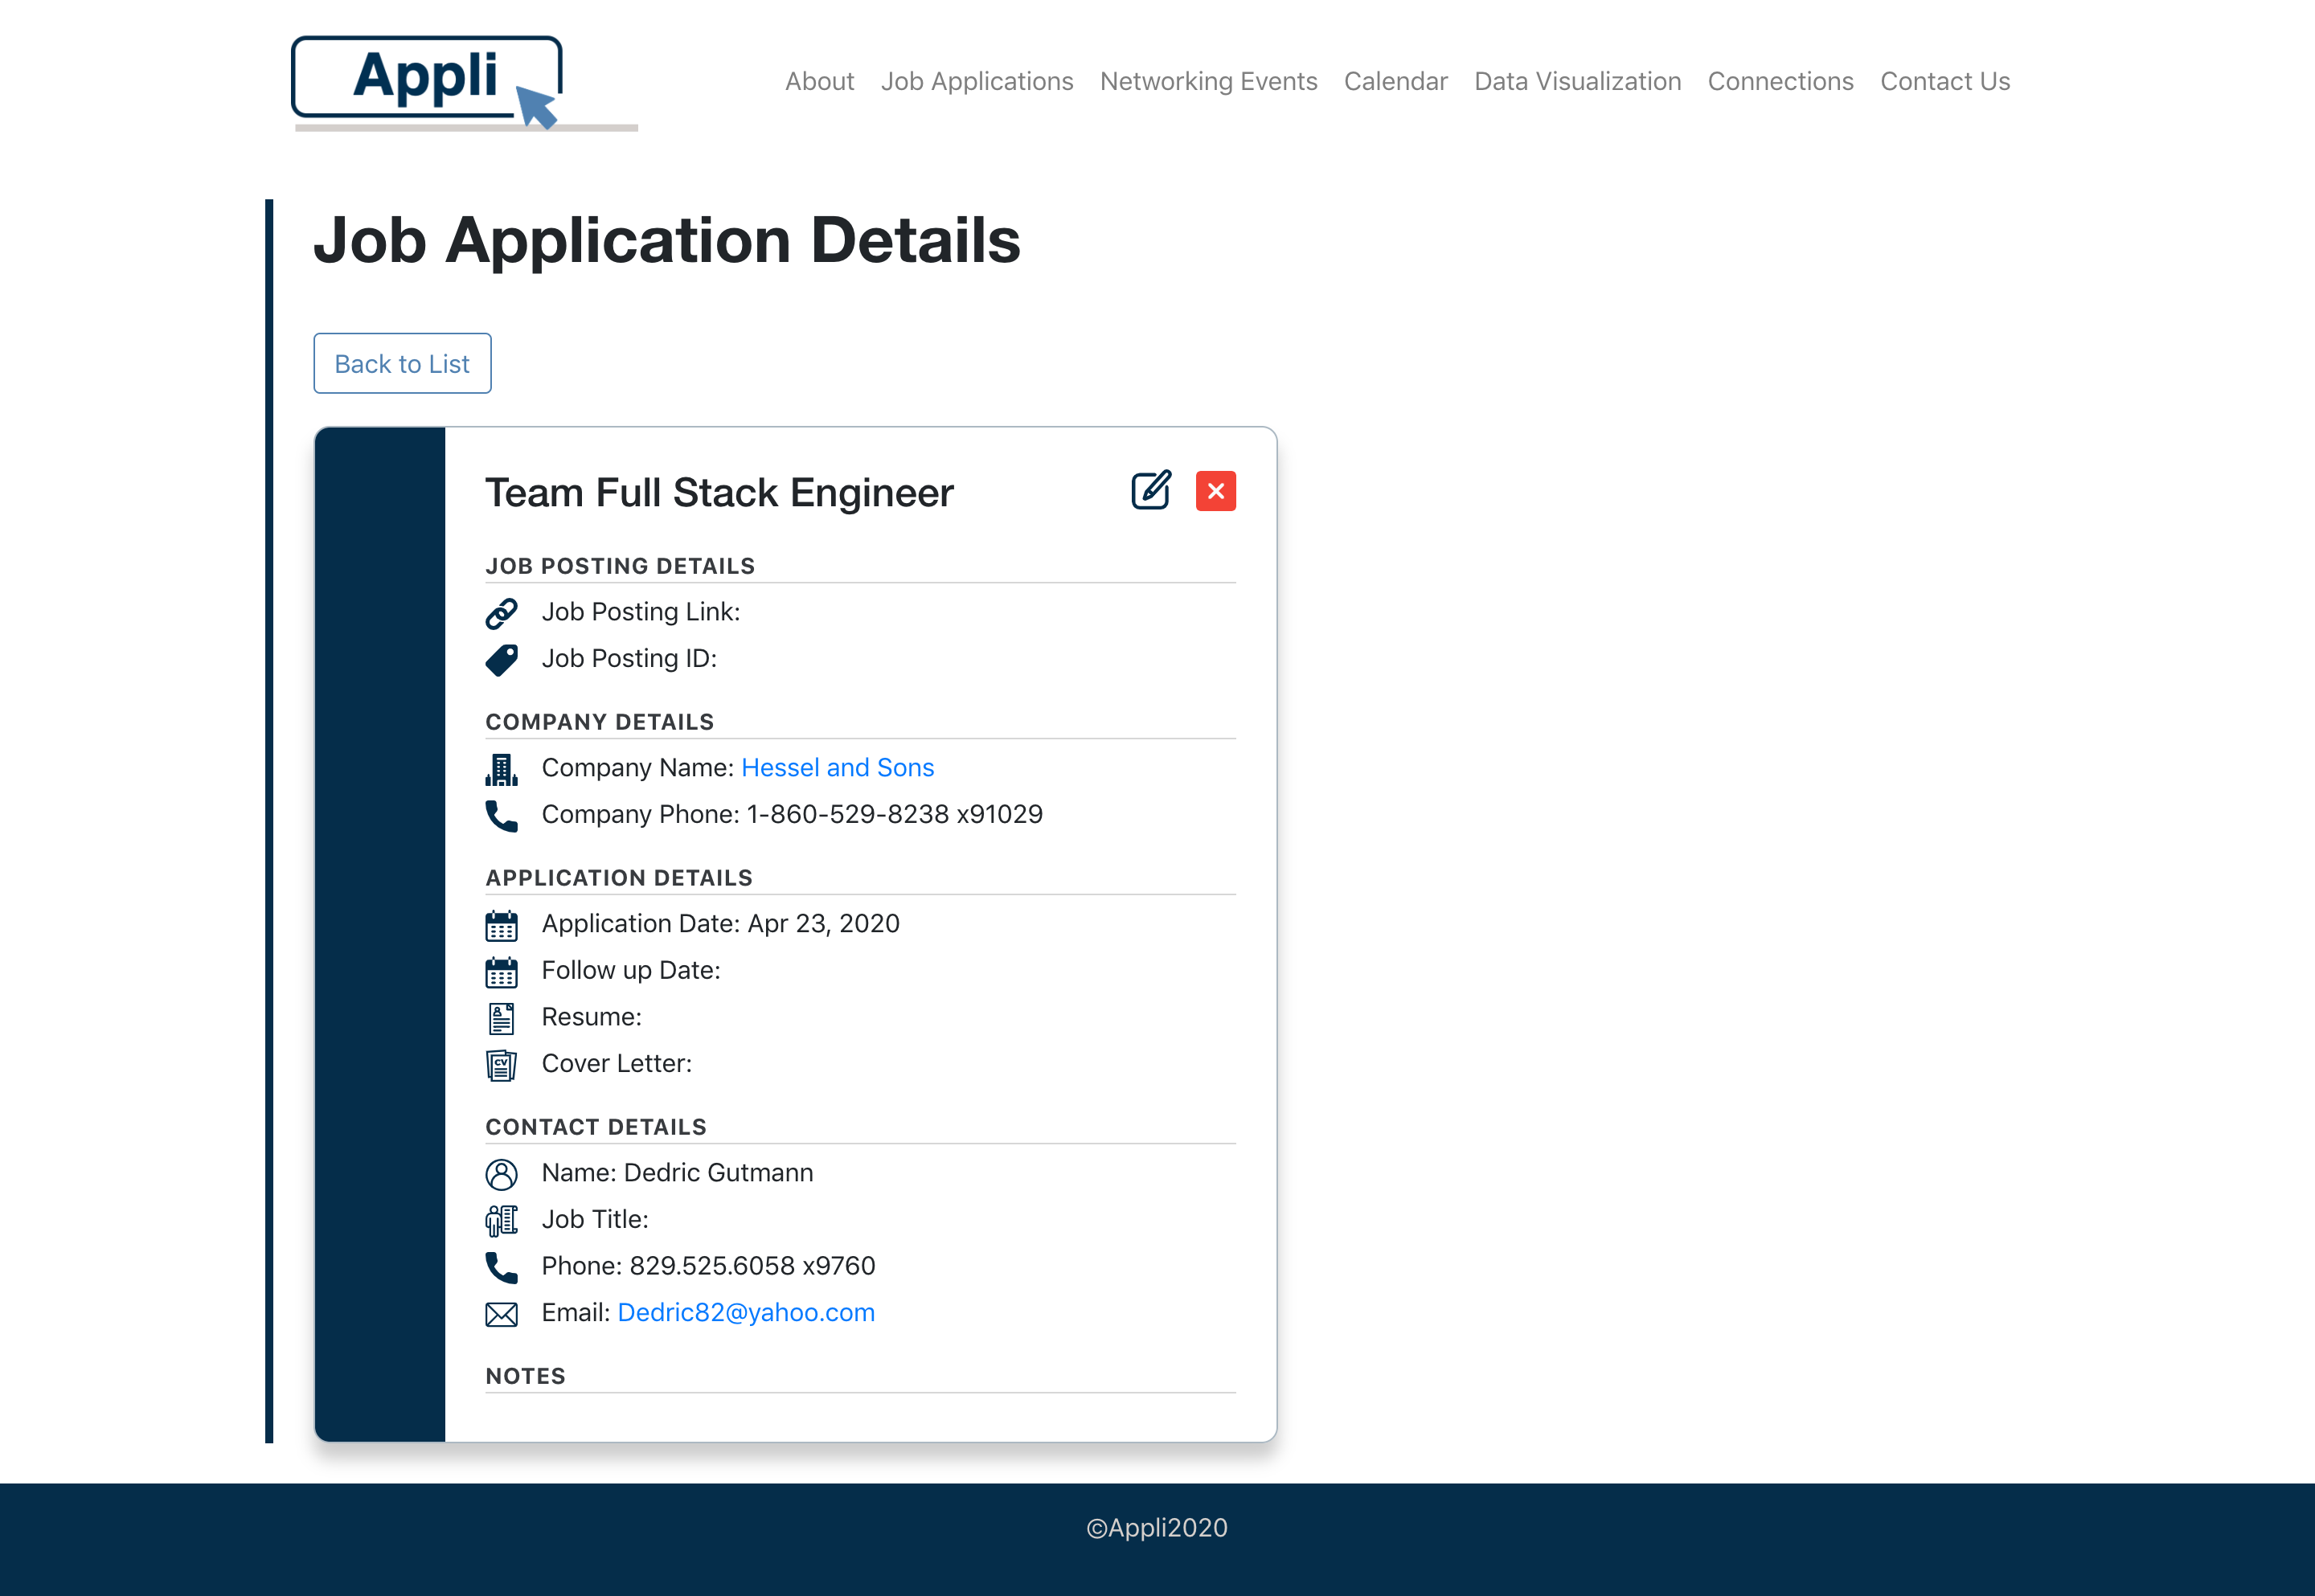 Appli
About Job Applications Networking Events Calendar Data Visualization Connections Contact Us
Job Application Details
Back to List
Team Full Stack Engineer
JOB POSTING DETAILS
Job Posting Link:
Job Posting ID:
COMPANY DETAILS
Company Name: Hessel and Sons
Company Phone: 1-860-529-8238 x91029
APPLICATION DETAILS
Application Date: Apr 23, 2020
Follow up Date:
Resume:
CV
Cover Letter:
CONTACT DETAILS
Name: Dedric Gutmann
Job Title:
Phone: 829.525.6058 x9760
Email: Dedric82@yahoo.com
NOTES
©Appli2020